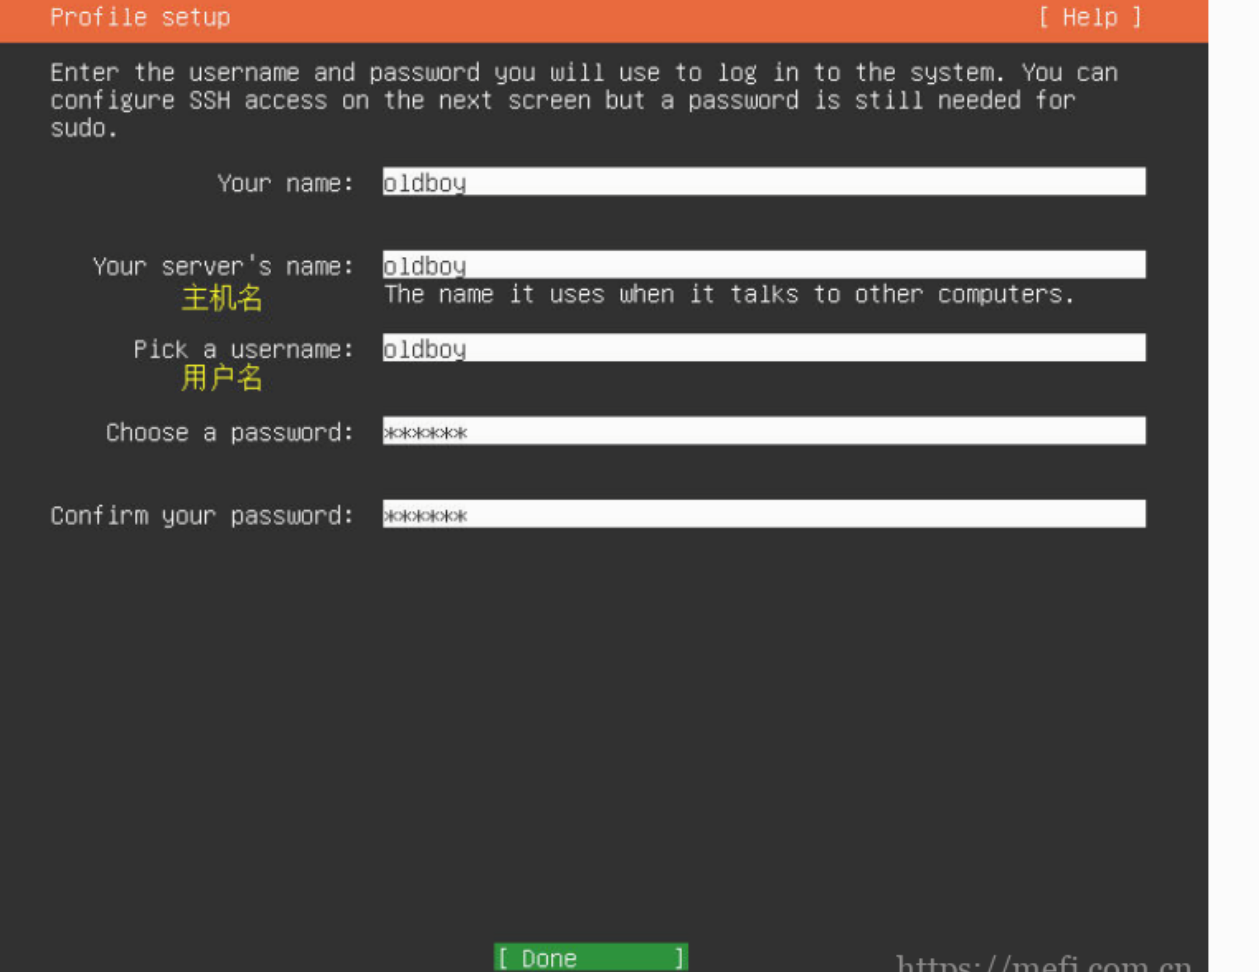 Profile setup [ Help ]
Enter the username and password you will use to log in to the system. You can
configure SSH access on the next screen but a password is still needed for
sudo.
Your name: oldboy
Your server's name: oldboy
主机名 The name it uses when it talks to other computers.
Pick a username: oldboy
用户名
Choose a password: ******
Confirm your password: ******
[ Done ]
https://mefi.com.cn